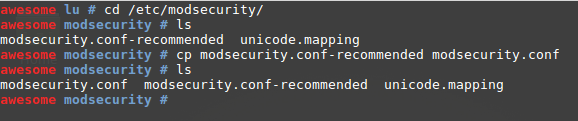 awesome lu # cd /etc/modsecurity/
awesome modsecurity # ls
modsecurity.conf-recommended  unicode.mapping
awesome modsecurity # cp modsecurity.conf-recommended modsecurity.conf
awesome modsecurity # ls
modsecurity.conf  modsecurity.conf-recommended  unicode.mapping
awesome modsecurity #